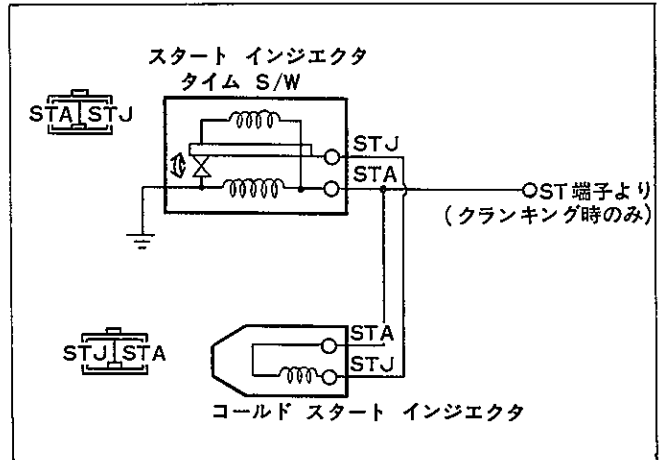 スタート インジエクタ
タイム S/W
STA STJ
STJ
STA
ST端子より
(クランキング時のみ)
STJ STA
STA
STJ
コールド スタート インジエクタ